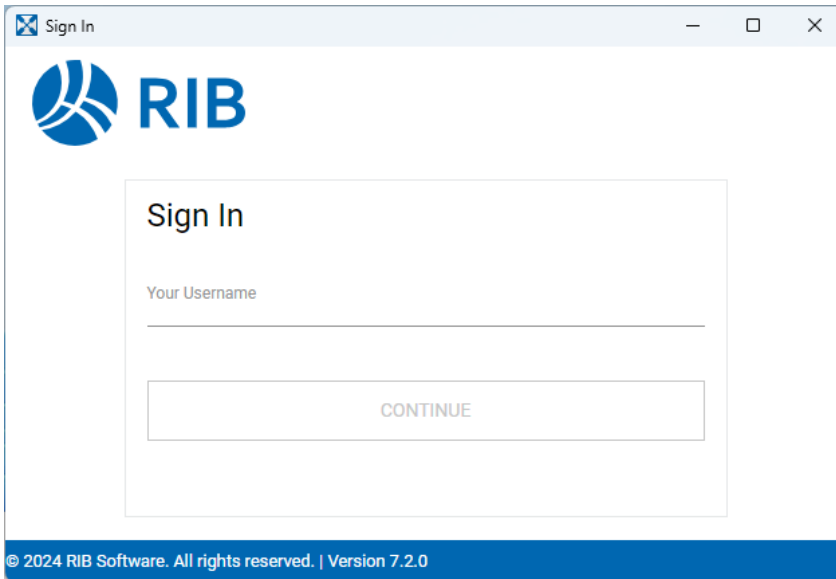 Sign In
RIB
Sign In
Your Username
CONTINUE
© 2024 RIB Software. All rights reserved. | Version 7.2.0